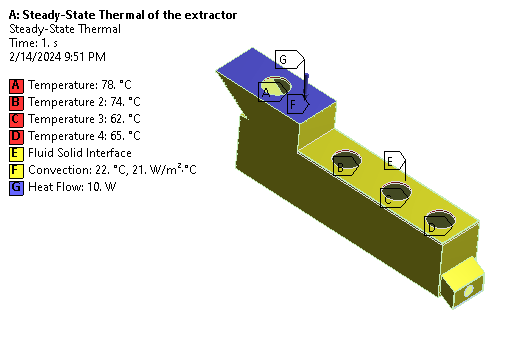 A: Steady-State Thermal of the extractor
Steady-State Thermal
Time: 1. s
2/14/2024 9:51 PM
A Temperature: 78. °C
B Temperature 2: 74. °C
C Temperature 3: 62. °C
D Temperature 4: 65. °C
E Fluid Solid Interface
F Convection: 22. °C, 21. W/m²·°C
G Heat Flow: 10. W
G
A
F
B
E
C
D